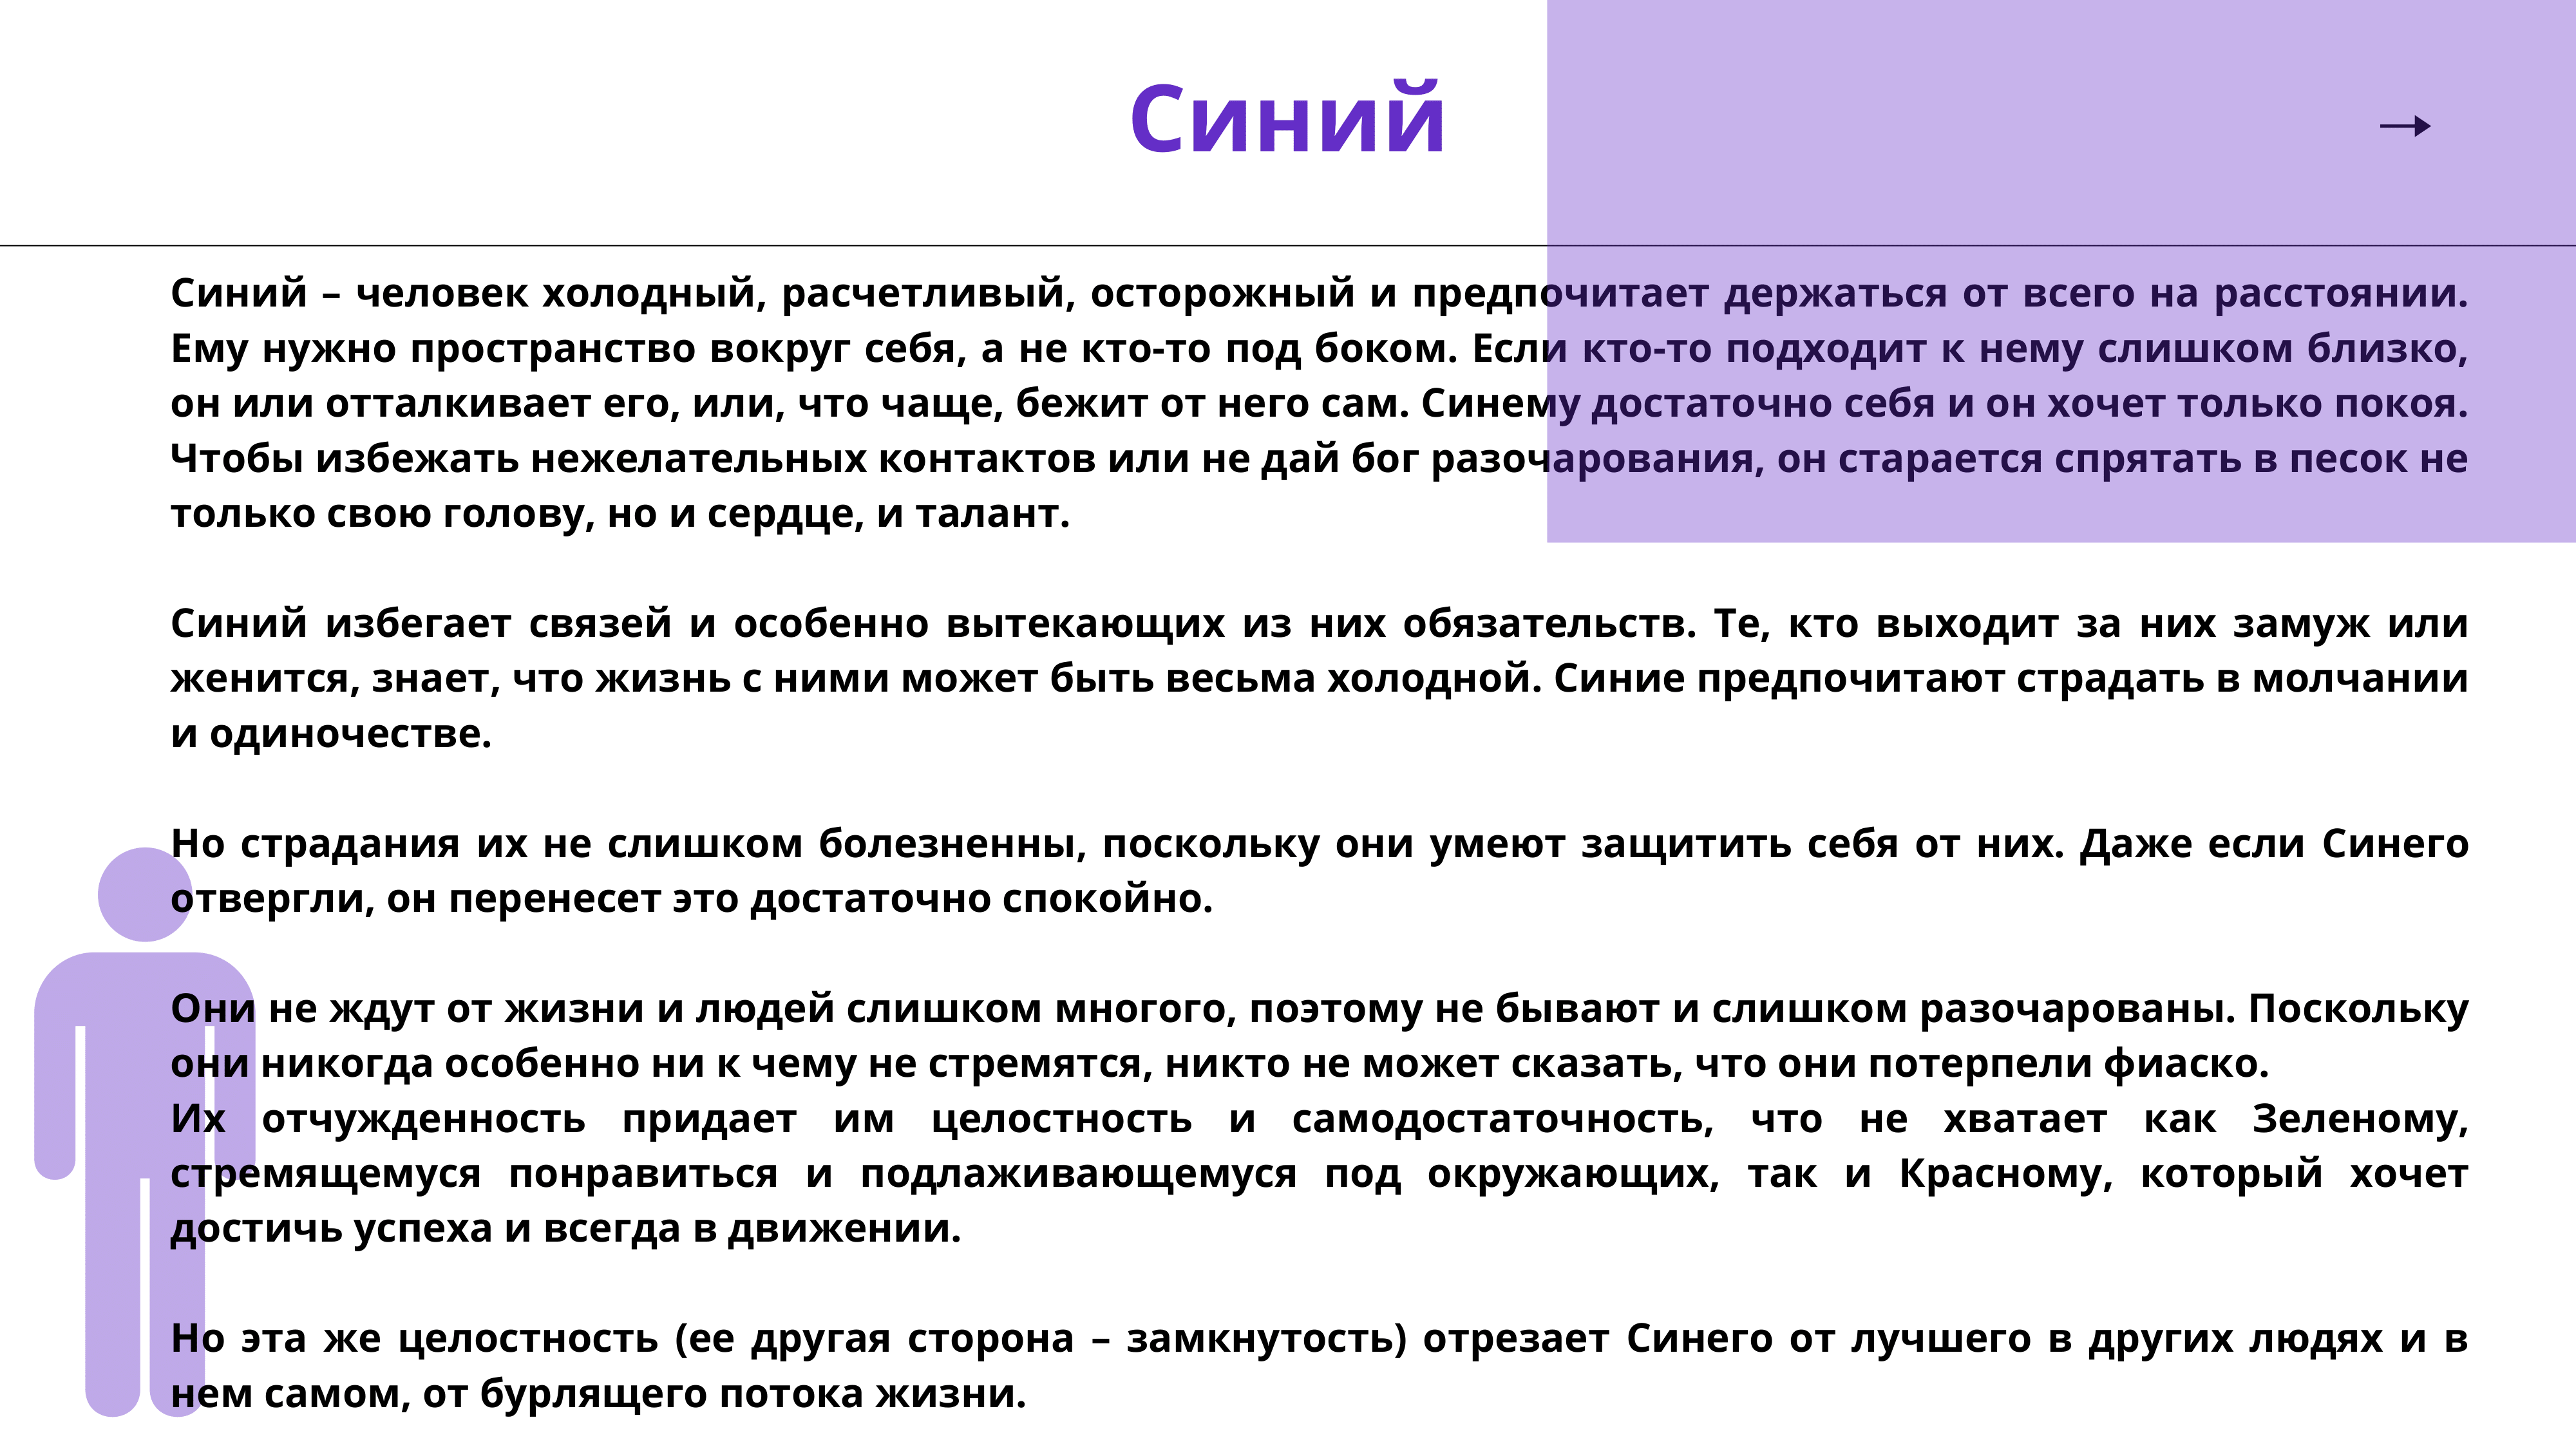 Синий
Синий – человек холодный, расчетливый, осторожный и предпочитает держаться от всего на расстоянии.
Ему нужно пространство вокруг себя, а не кто-то под боком. Если кто-то подходит к нему слишком близко,
он или отталкивает его, или, что чаще, бежит от него сам. Синему достаточно себя и он хочет только покоя.
Чтобы избежать нежелательных контактов или не дай бог разочарования, он старается спрятать в песок не
только свою голову, но и сердце, и талант.
Синий избегает связей и особенно вытекающих из них обязательств. Те, кто выходит за них замуж или
женится, знает, что жизнь с ними может быть весьма холодной. Синие предпочитают страдать в молчании
и одиночестве.
Но страдания их не слишком болезненны, поскольку они умеют защитить себя от них. Даже если Синего
отвергли, он перенесет это достаточно спокойно.
Они не ждут от жизни и людей слишком многого, поэтому не бывают и слишком разочарованы. Поскольку
они никогда особенно ни к чему не стремятся, никто не может сказать, что они потерпели фиаско.
Их отчужденность придает им целостность и самодостаточность, что не хватает как Зеленому,
стремящемуся понравиться и подлаживающемуся под окружающих, так и Красному, который хочет
достичь успеха и всегда в движении.
Но эта же целостность (ее другая сторона – замкнутость) отрезает Синего от лучшего в других людях и в
нем самом, от бурлящего потока жизни.